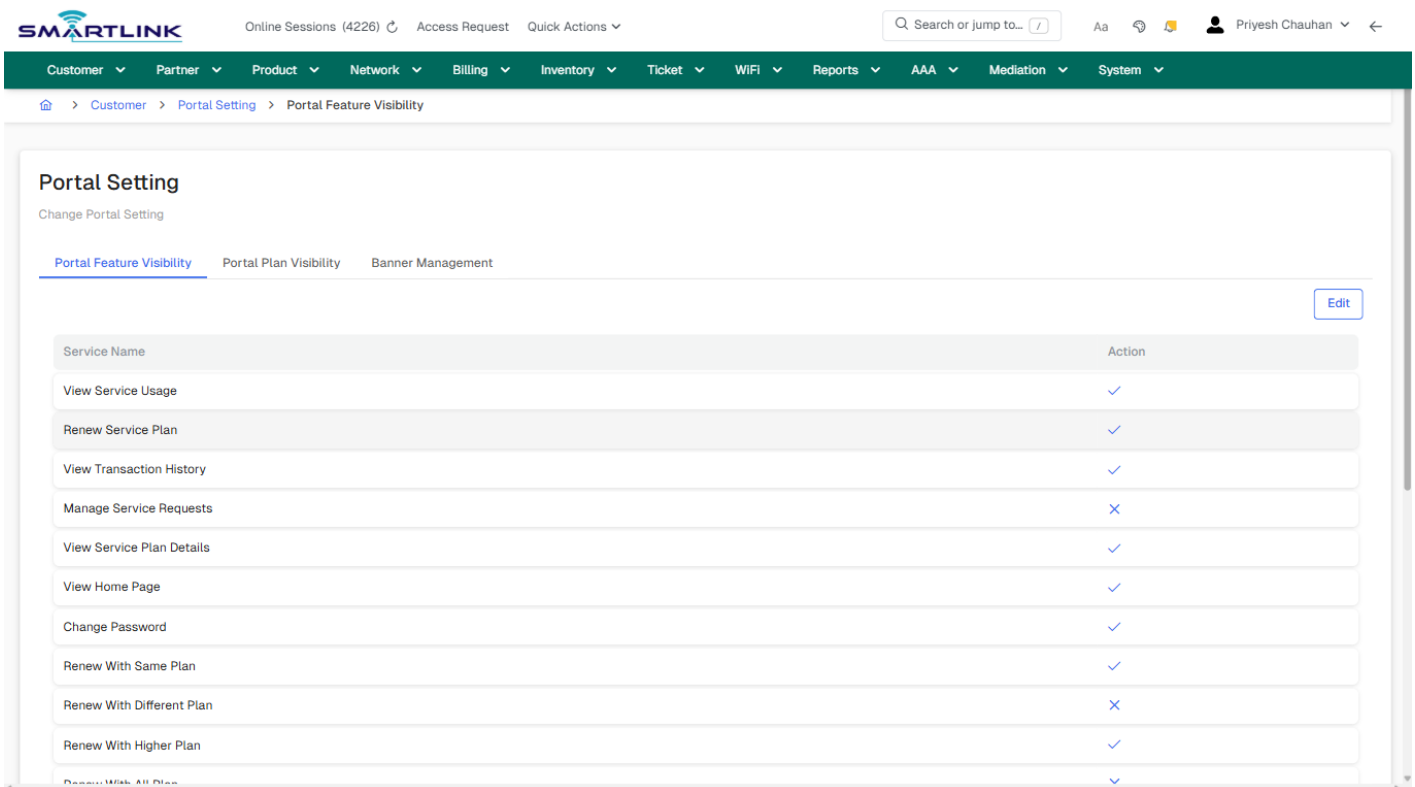 SMARTLINK
Online Sessions (4226) Access Request Quick Actions
Search or jump to... /
Aa
Priyesh Chauhan
Customer Partner Product Network Billing Inventory Ticket WiFi Reports AAA Mediation System
> Customer > Portal Setting > Portal Feature Visibility
Portal Setting
Change Portal Setting
Portal Feature Visibility Portal Plan Visibility Banner Management
Edit
Service Name Action
View Service Usage
Renew Service Plan
View Transaction History
Manage Service Requests
View Service Plan Details
View Home Page
Change Password
Renew With Same Plan
Renew With Different Plan
Renew With Higher Plan
Renew With All Plan